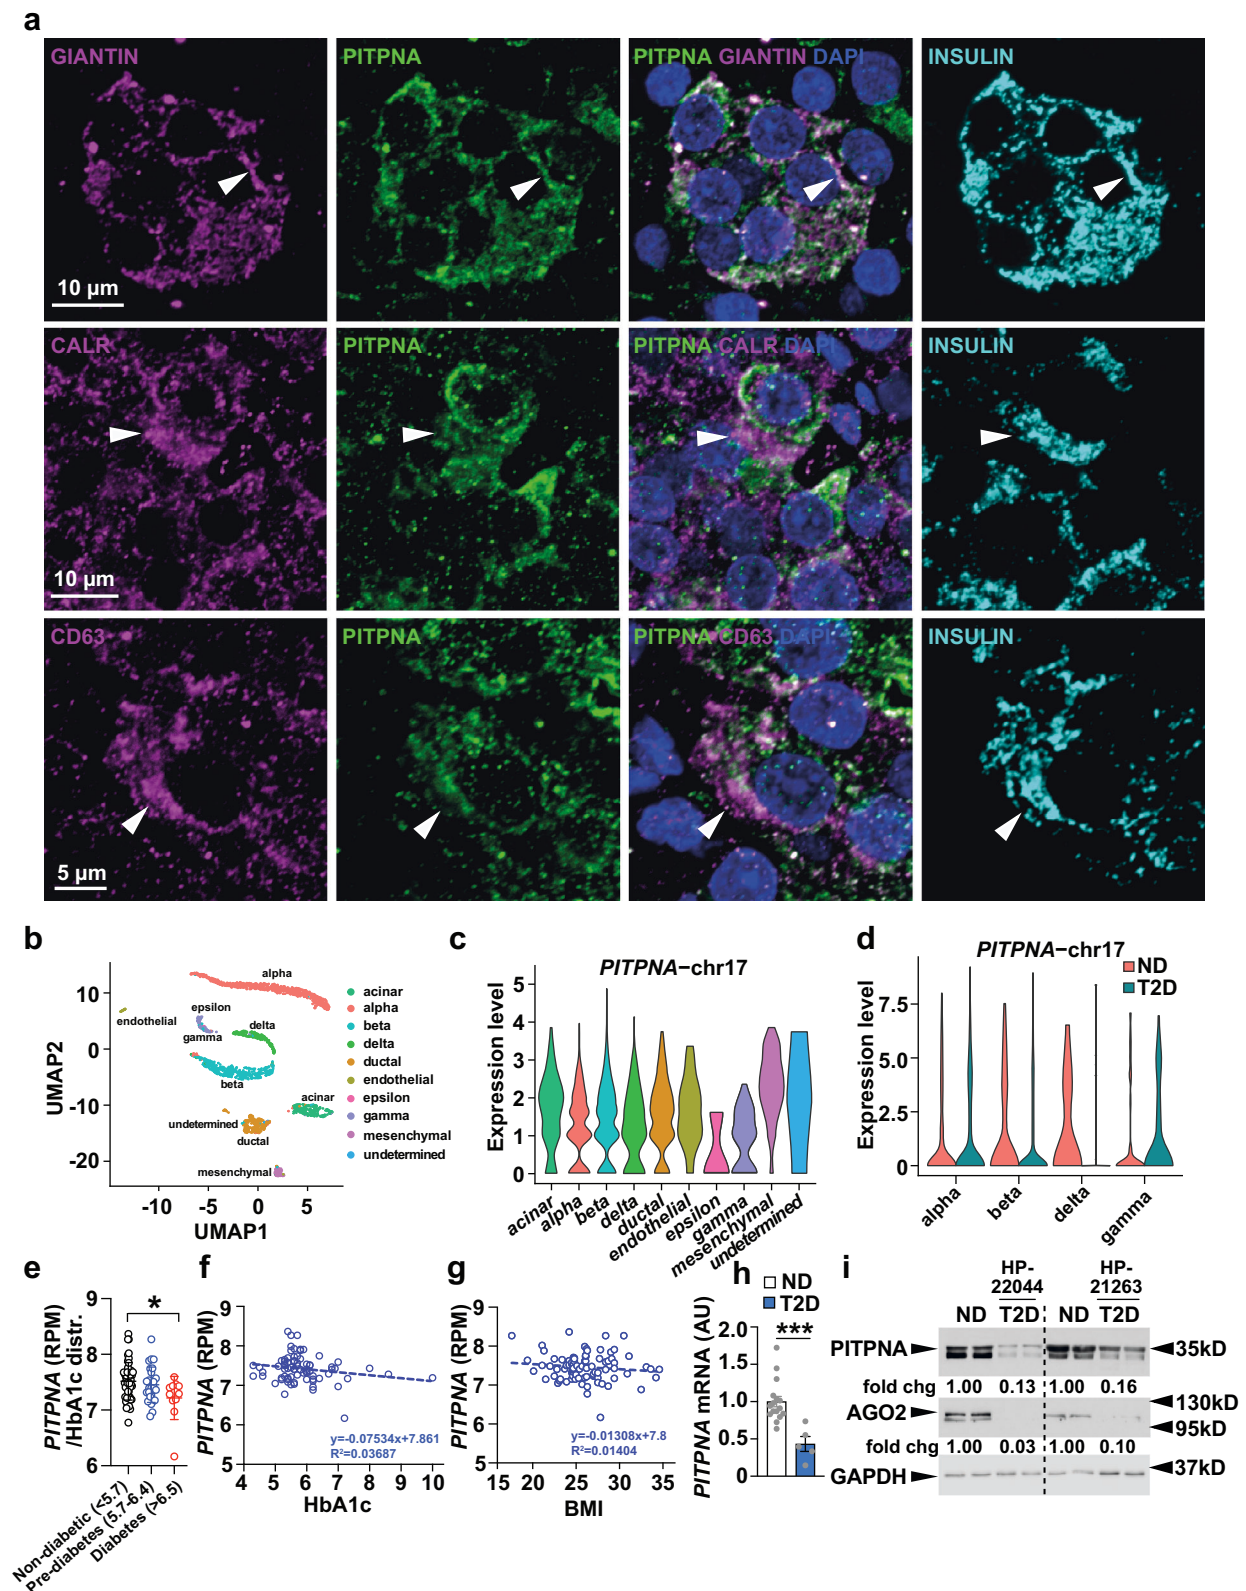 a
GIANTIN
PITPNA
PITPNA GIANTIN DAPI
INSULIN
10 µm
CALR
PITPNA
PITPNA CALR DAPI
INSULIN
10 µm
CD63
PITPNA
PITPNA CD63 DAPI
INSULIN
5 µm
b
UMAP2
10
0
-10
-20
-10
-5
0
5
UMAP1
alpha
epsilon
endothelial
gamma
delta
beta
acinar
undetermined
ductal
mesenchymal
acinar
alpha
beta
delta
ductal
endothelial
epsilon
gamma
mesenchymal
undetermined
c
PITPNA−chr17
Expression level
5
4
3
2
1
0
acinar
alpha
beta
delta
ductal
endothelial
epsilon
gamma
mesenchymal
undetermined
d
PITPNA−chr17
ND
T2D
Expression level
7.5
5.0
2.5
0
alpha
beta
delta
gamma
e
PITPNA (RPM)
/HbA1c distr.
9
8
7
6
*
Non-diabetic (<5.7)
Pre-diabetes (5.7-6.4)
Diabetes (>6.5)
f
PITPNA (RPM)
9
8
7
6
5
y=-0.07534x+7.861
R²=0.03687
4 5 6 7 8 9 10
HbA1c
g
PITPNA (RPM)
9
8
7
6
5
y=-0.01308x+7.8
R²=0.01404
15 20 25 30 35
BMI
h
ND
T2D
PITPNA mRNA (AU)
2.0
1.5
1.0
0.5
0
***
i
HP-
22044
HP-
21263
ND T2D ND T2D
PITPNA
35kD
fold chg 1.00 0.13 1.00 0.16
130kD
AGO2
95kD
fold chg 1.00 0.03 1.00 0.10
37kD
GAPDH